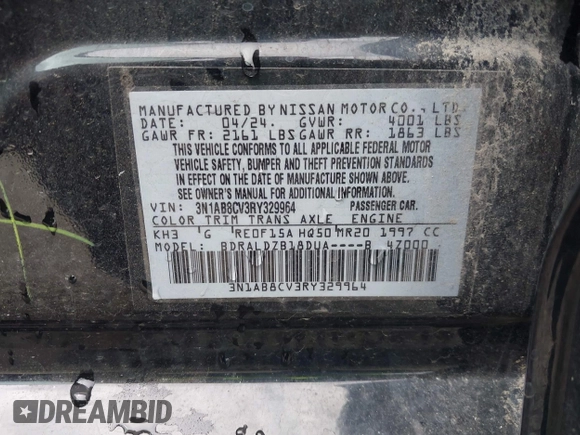 MANUFACTURED BY NISSAN MOTOR CO., LTD.
DATE: 04/24. GVWR: 4001 LBS
GAWR FR: 2161 LBS GAWR RR: 1863 LBS
THIS VEHICLE CONFORMS TO ALL APPLICABLE FEDERAL MOTOR
VEHICLE SAFETY, BUMPER AND THEFT PREVENTION STANDARDS
IN EFFECT ON THE DATE OF MANUFACTURE SHOWN ABOVE.
SEE OWNER'S MANUAL FOR ADDITIONAL INFORMATION.
VIN: 3N1AB8CV3RY329964 PASSENGER CAR.
COLOR TRIM TRANS AXLE ENGINE
KH3 G RE0F15A HQ50 MR20 1997 CC
MODEL: BDRALDZB18DUA----B 4Z000
3N1AB8CV3RY329964
DREAMBID